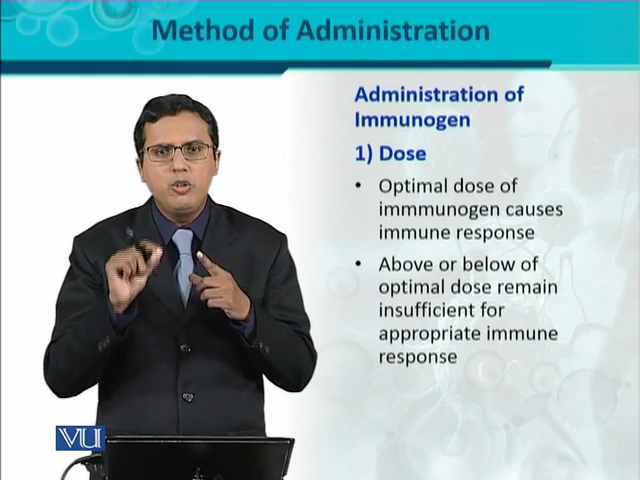 Method of Administration
Administration of
Immunogen
1) Dose
• Optimal dose of
immmunogen causes
immune response
• Above or below of
optimal dose remain
insufficient for
appropriate immune
response
VU